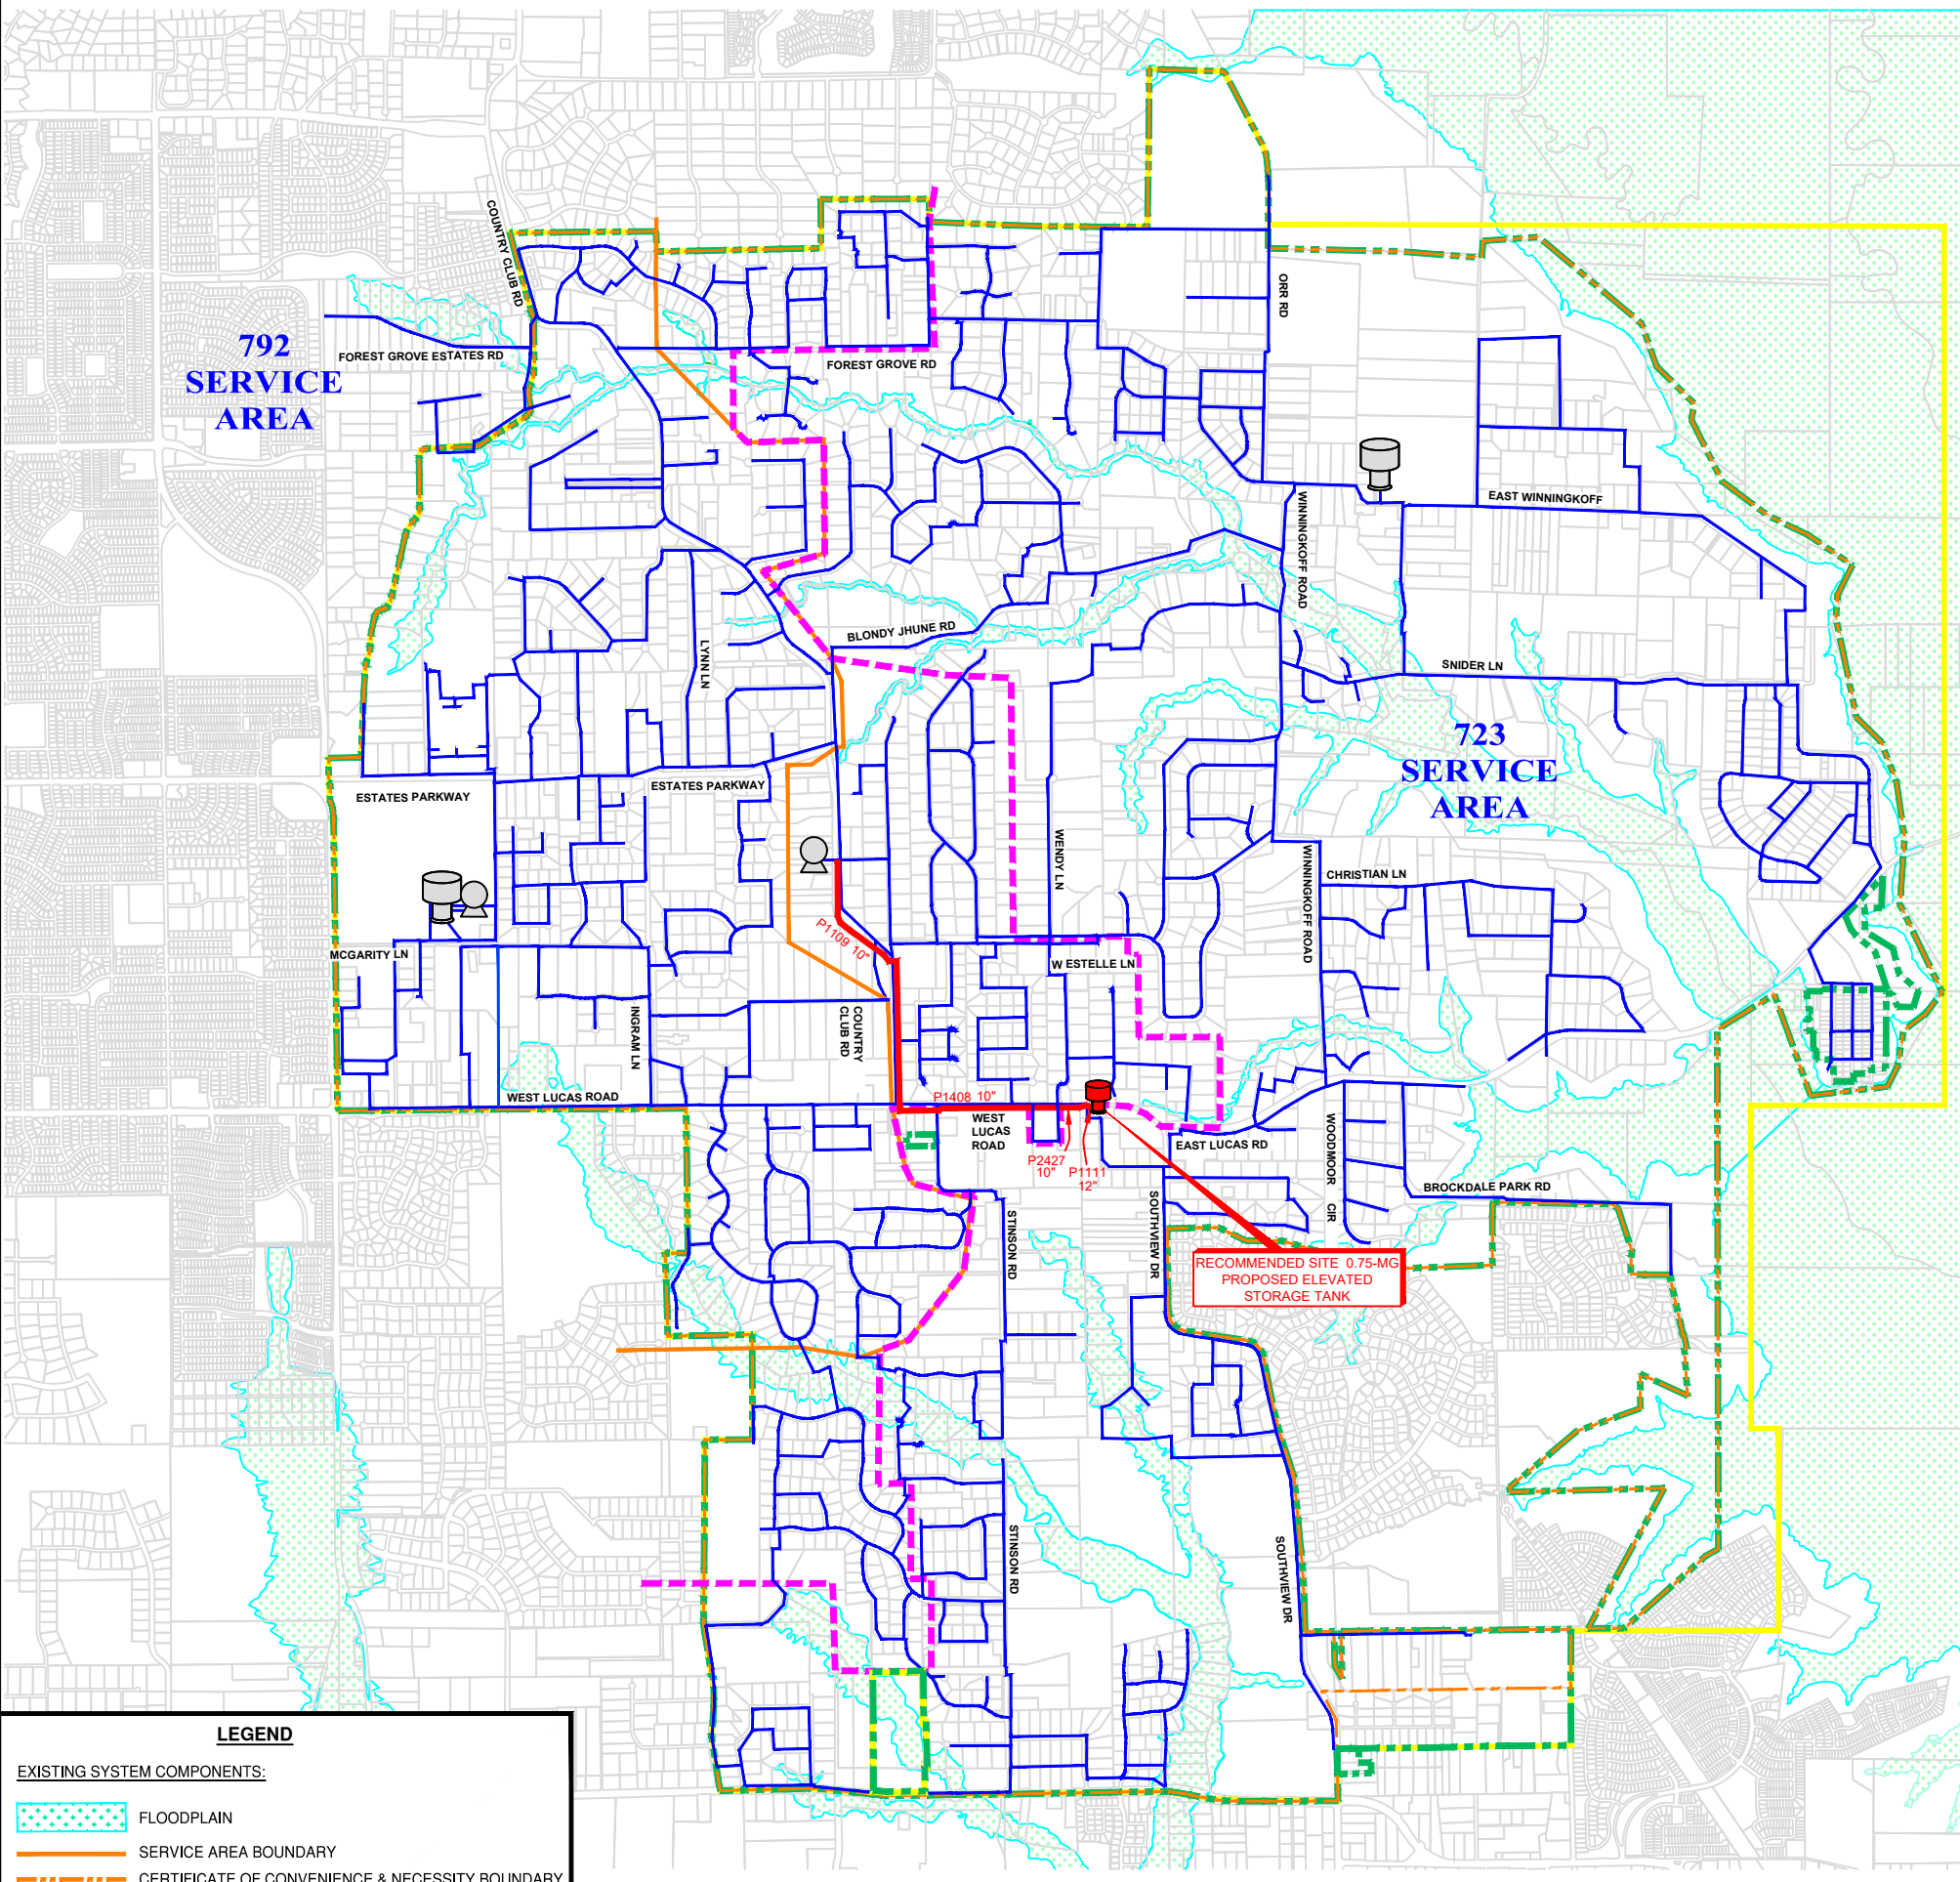 COUNTRY CLUB RD
792
SERVICE
AREA
FOREST GROVE ESTATES RD
FOREST GROVE RD
ORR RD
EAST WINNINGKOFF
WINNINGKOFF ROAD
BLONDY JHUNE RD
LYNN LN
SNIDER LN
723
SERVICE
AREA
ESTATES PARKWAY
ESTATES PARKWAY
WENDY LN
WINNINGKOFF ROAD
CHRISTIAN LN
P1109 10"
MCGARITY LN
W ESTELLE LN
INGRAM LN
COUNTRY
CLUB RD
WEST LUCAS ROAD
P1408 10"
WEST
LUCAS
ROAD
P2427
10"
P1111
12"
EAST LUCAS RD
WOODMOOR CIR
BROCKDALE PARK RD
STINSON RD
SOUTHVIEW DR
RECOMMENDED SITE 0.75-MG
PROPOSED ELEVATED
STORAGE TANK
STINSON RD
SOUTHVIEW DR
LEGEND
EXISTING SYSTEM COMPONENTS:
FLOODPLAIN
SERVICE AREA BOUNDARY
CERTIFICATE OF CONVENIENCE & NECESSITY BOUNDARY